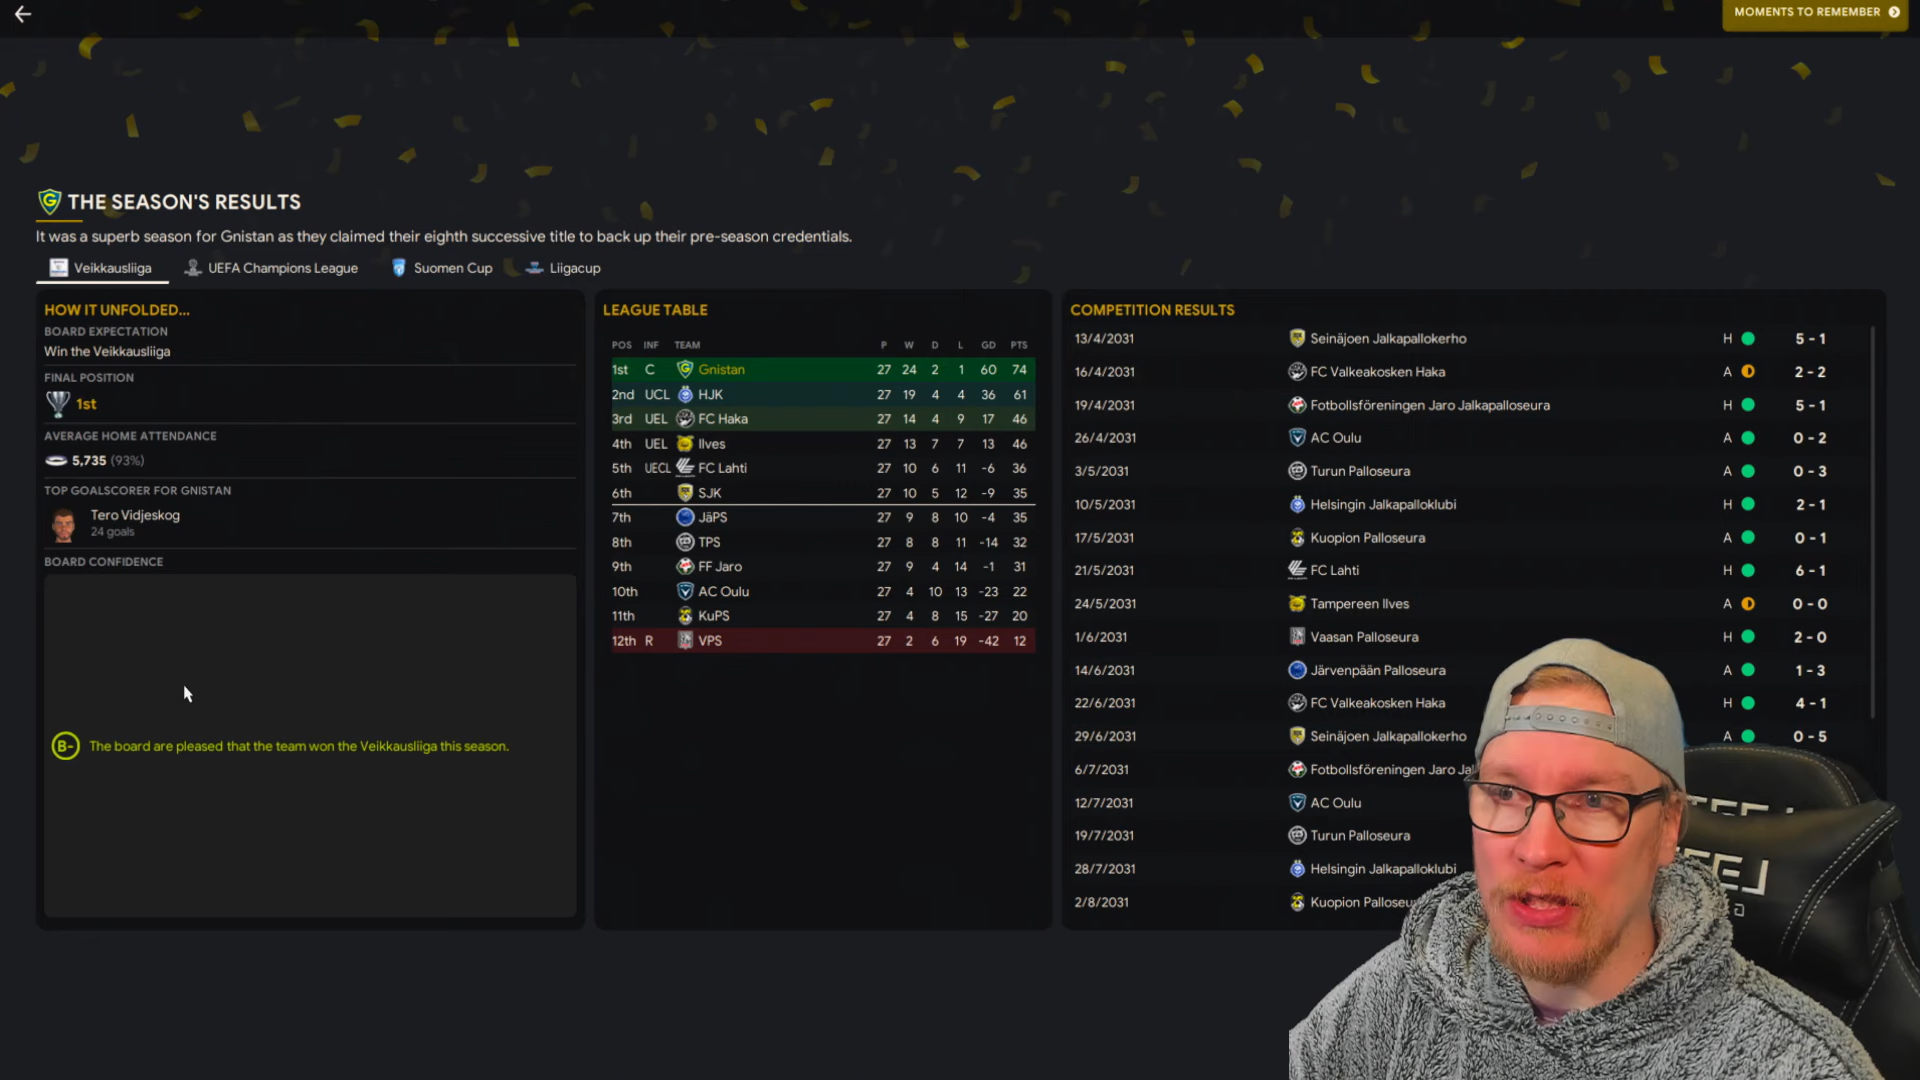 MOMENTS TO REMEMBER
THE SEASON'S RESULTS
It was a superb season for Gnistan as they claimed their eighth successive title to back up their pre-season credentials.
Veikkausliiga UEFA Champions League Suomen Cup Liigacup
HOW IT UNFOLDED...
BOARD EXPECTATION
Win the Veikkausliiga
FINAL POSITION
1st
AVERAGE HOME ATTENDANCE
5,735 (93%)
TOP GOALSCORER FOR GNISTAN
Tero Vidjeskog
24 goals
BOARD CONFIDENCE
B- The board are pleased that the team won the Veikkausliiga this season.
LEAGUE TABLE
POS INF TEAM P W D L GD PTS
1st C Gnistan 27 24 2 1 60 74
2nd UCL HJK 27 19 4 4 36 61
3rd UEL FC Haka 27 14 4 9 17 46
4th UEL Ilves 27 13 7 7 13 46
5th UECL FC Lahti 27 10 6 11 -6 36
6th SJK 27 10 5 12 -9 35
7th JäPS 27 9 8 10 -4 35
8th TPS 27 8 8 11 -14 32
9th FF Jaro 27 9 4 14 -1 31
10th AC Oulu 27 4 10 13 -23 22
11th KuPS 27 4 8 15 -27 20
12th R VPS 27 2 6 19 -42 12
COMPETITION RESULTS
13/4/2031 Seinäjoen Jalkapallokerho H 5 - 1
16/4/2031 FC Valkeakosken Haka A 2 - 2
19/4/2031 Fotbollsföreningen Jaro Jalkapalloseura H 5 - 1
26/4/2031 AC Oulu A 0 - 2
3/5/2031 Turun Palloseura A 0 - 3
10/5/2031 Helsingin Jalkapalloklubi H 2 - 1
17/5/2031 Kuopion Palloseura A 0 - 1
21/5/2031 FC Lahti H 6 - 1
24/5/2031 Tampereen Ilves A 0 - 0
1/6/2031 Vaasan Palloseura H 2 - 0
14/6/2031 Järvenpään Palloseura A 1 - 3
22/6/2031 FC Valkeakosken Haka H 4 - 1
29/6/2031 Seinäjoen Jalkapallokerho A 0 - 5
6/7/2031 Fotbollsföreningen Jaro
12/7/2031 AC Oulu
19/7/2031 Turun Palloseura
28/7/2031 Helsingin Jalkapalloklubi
2/8/2031 Kuopion